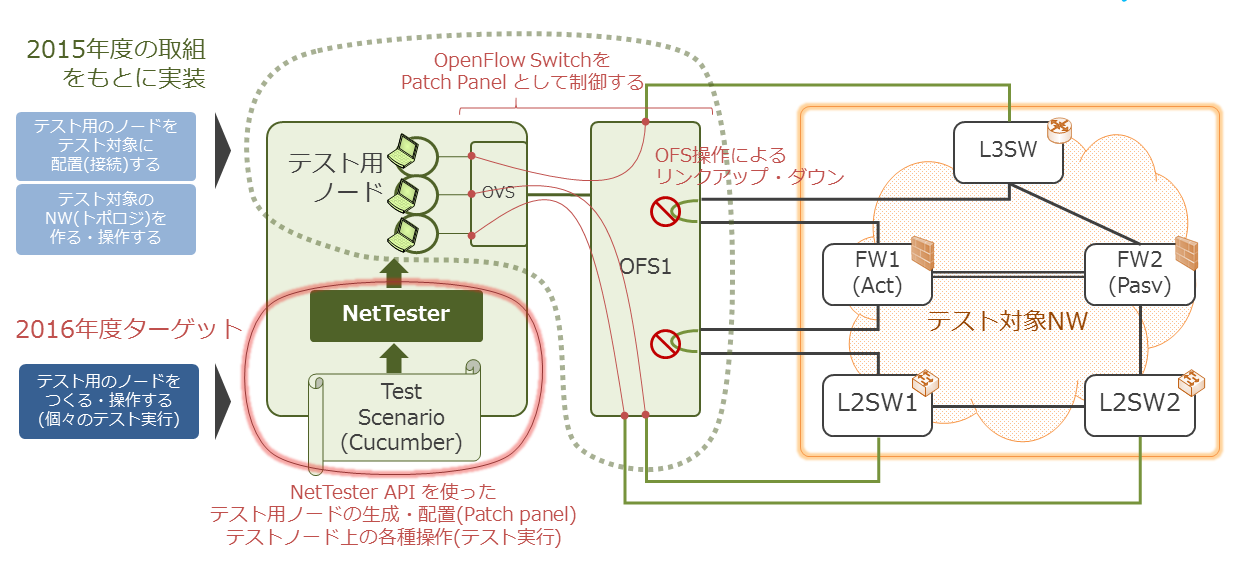 2015年度の取組
をもとに実装
テスト用のノードを
テスト対象に
配置(接続)する
テスト対象の
NW(トポロジ)を
作る・操作する
2016年度ターゲット
テスト用のノードを
つくる・操作する
(個々のテスト実行)
OpenFlow Switchを
Patch Panel として制御する
テスト用
ノード
OVS
NetTester
Test
Scenario
(Cucumber)
NetTester API を使った
テスト用ノードの生成・配置(Patch panel)
テストノード上の各種操作(テスト実行)
OFS1
OFS操作による
リンクアップ・ダウン
L3SW
FW1
(Act)
FW2
(Pasv)
テスト対象NW
L2SW1
L2SW2